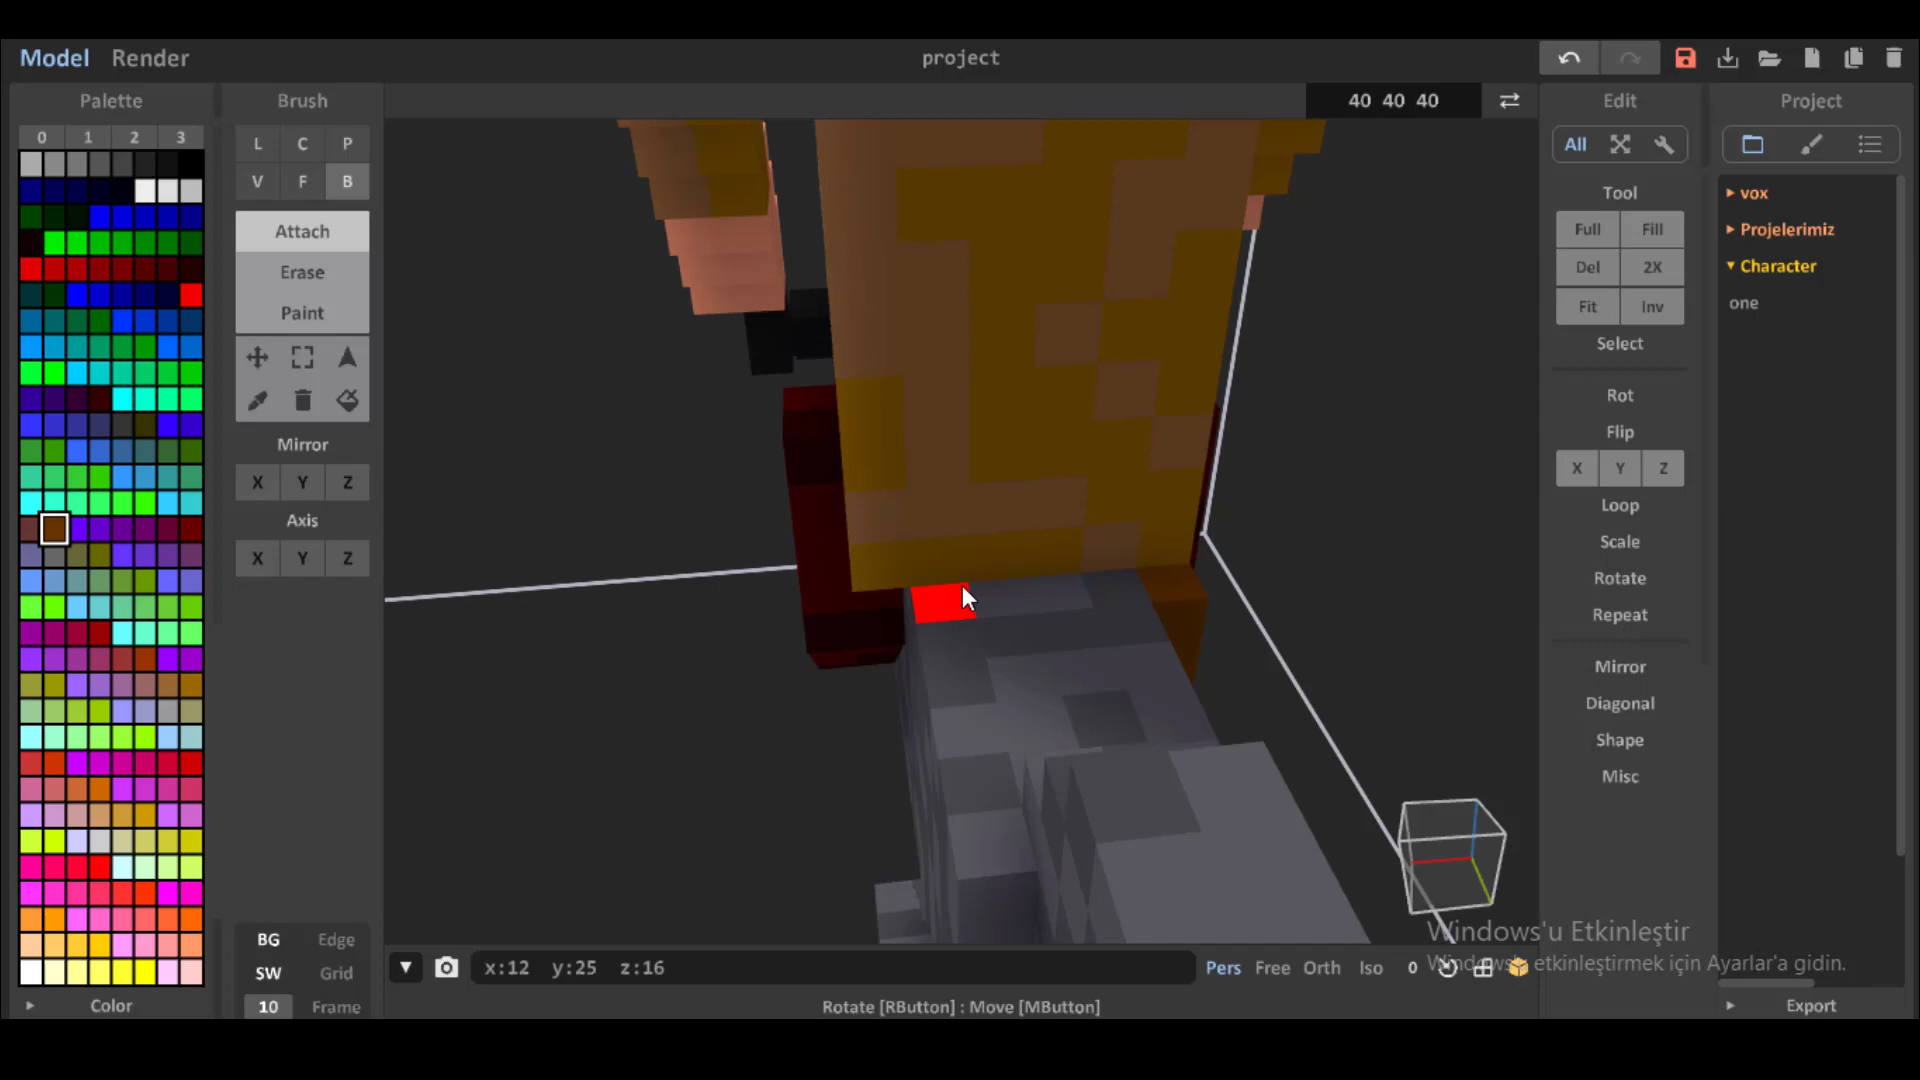 Model Render
project
40 40 40
Palette
0 1 2 3
Color
Brush
L C P
V F B
Attach
Erase
Paint
Mirror
X Y Z
Axis
X Y Z
BG Edge
SW Grid
10 Frame
x:12 y:25 z:16
Pers Free Orth Iso 0
Rotate [RButton] : Move [MButton]
Edit
All
Tool
Full Fill
Del 2X
Fit Inv
Select
Rot
Flip
X Y Z
Loop
Scale
Rotate
Repeat
Mirror
Diagonal
Shape
Misc
Project
vox
Projelerimiz
Character
one
Windows'u Etkinleştir
Windows'u etkinleştirmek için Ayarlar'a gidin.
Export